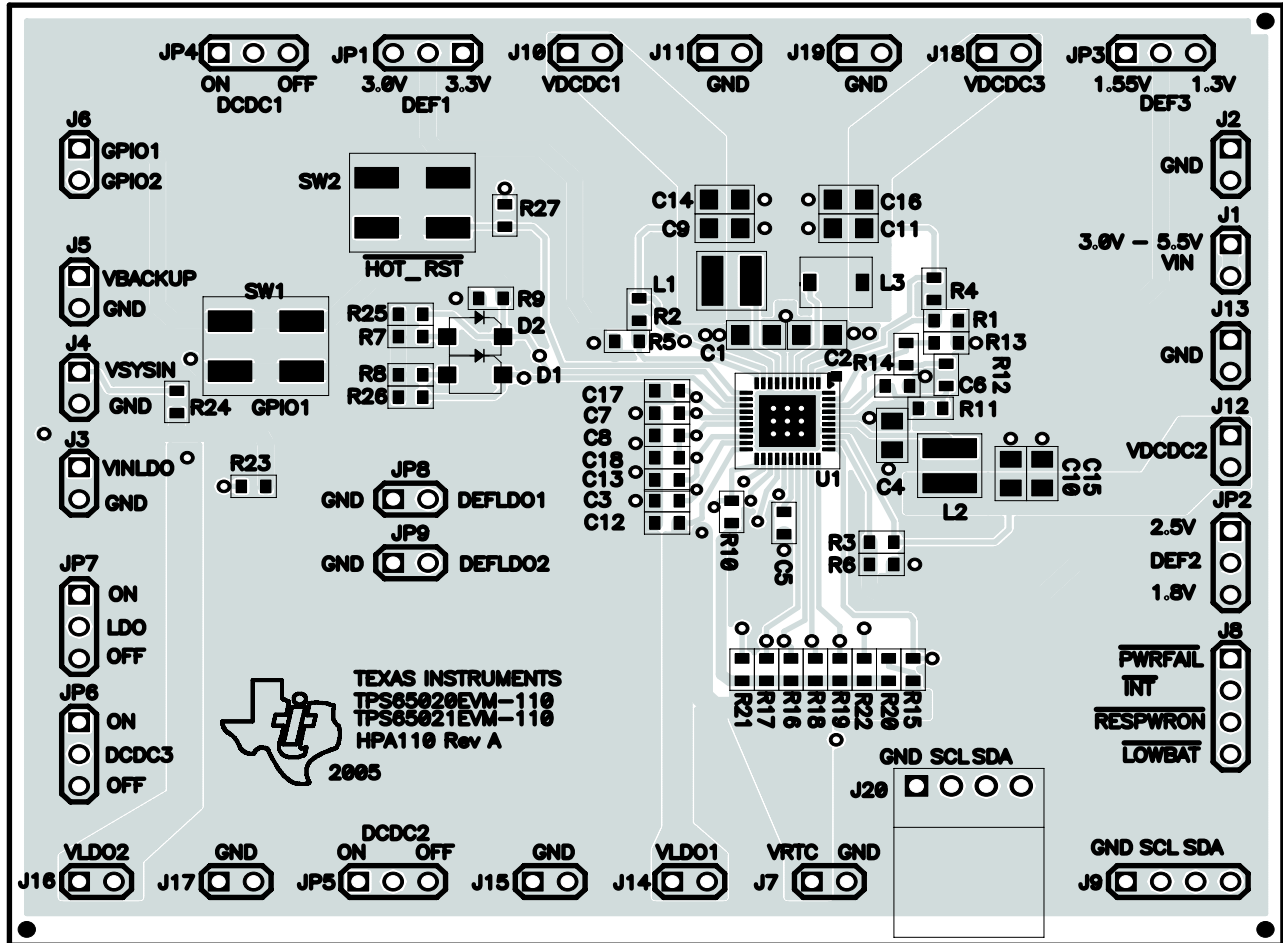 JP4
ON OFF
DCDC1
JP1
3.0V 3.3V
DEF1
J10
VDCDC1
J11
GND
J19
GND
J18
VDCDC3
JP3
1.55V 1.3V
DEF3
J6
GPIO1
GPIO2
J2
GND
SW2
R27
HOT_RST
C14
C9
C16
C11
J1
3.0V - 5.5V
VIN
J5
VBACKUP
GND
SW1
GPIO1
R25
R7
R9
D2
R8
R26
D1
L1
R2
R5
C1
L3
C2
R4
R1
R13
R14
R12
C6
R11
J13
GND
J4
VSYSIN
GND
R24
J3
VINLDO
GND
R23
JP8
GND DEFLDO1
JP9
GND DEFLDO2
C17
C7
C8
C18
C13
C3
C12
U1
C4
L2
C10
C15
R10
C5
R3
R6
J12
VDCDC2
JP2
2.5V
DEF2
1.8V
JP7
ON
LDO
OFF
JP6
ON
DCDC3
OFF
TEXAS INSTRUMENTS
TPS65020EVM-110
TPS65021EVM-110
HPA110 Rev A
2005
R21
R17
R16
R18
R19
R22
R20
R15
J8
PWRFAIL
INT
RESPWRON
LOWBAT
GND SCL SDA
J20
VLDO2
J16
GND
J17
DCDC2
ON OFF
JP5
GND
J15
VLDO1
J14
VRTC GND
J7
GND SCL SDA
J9